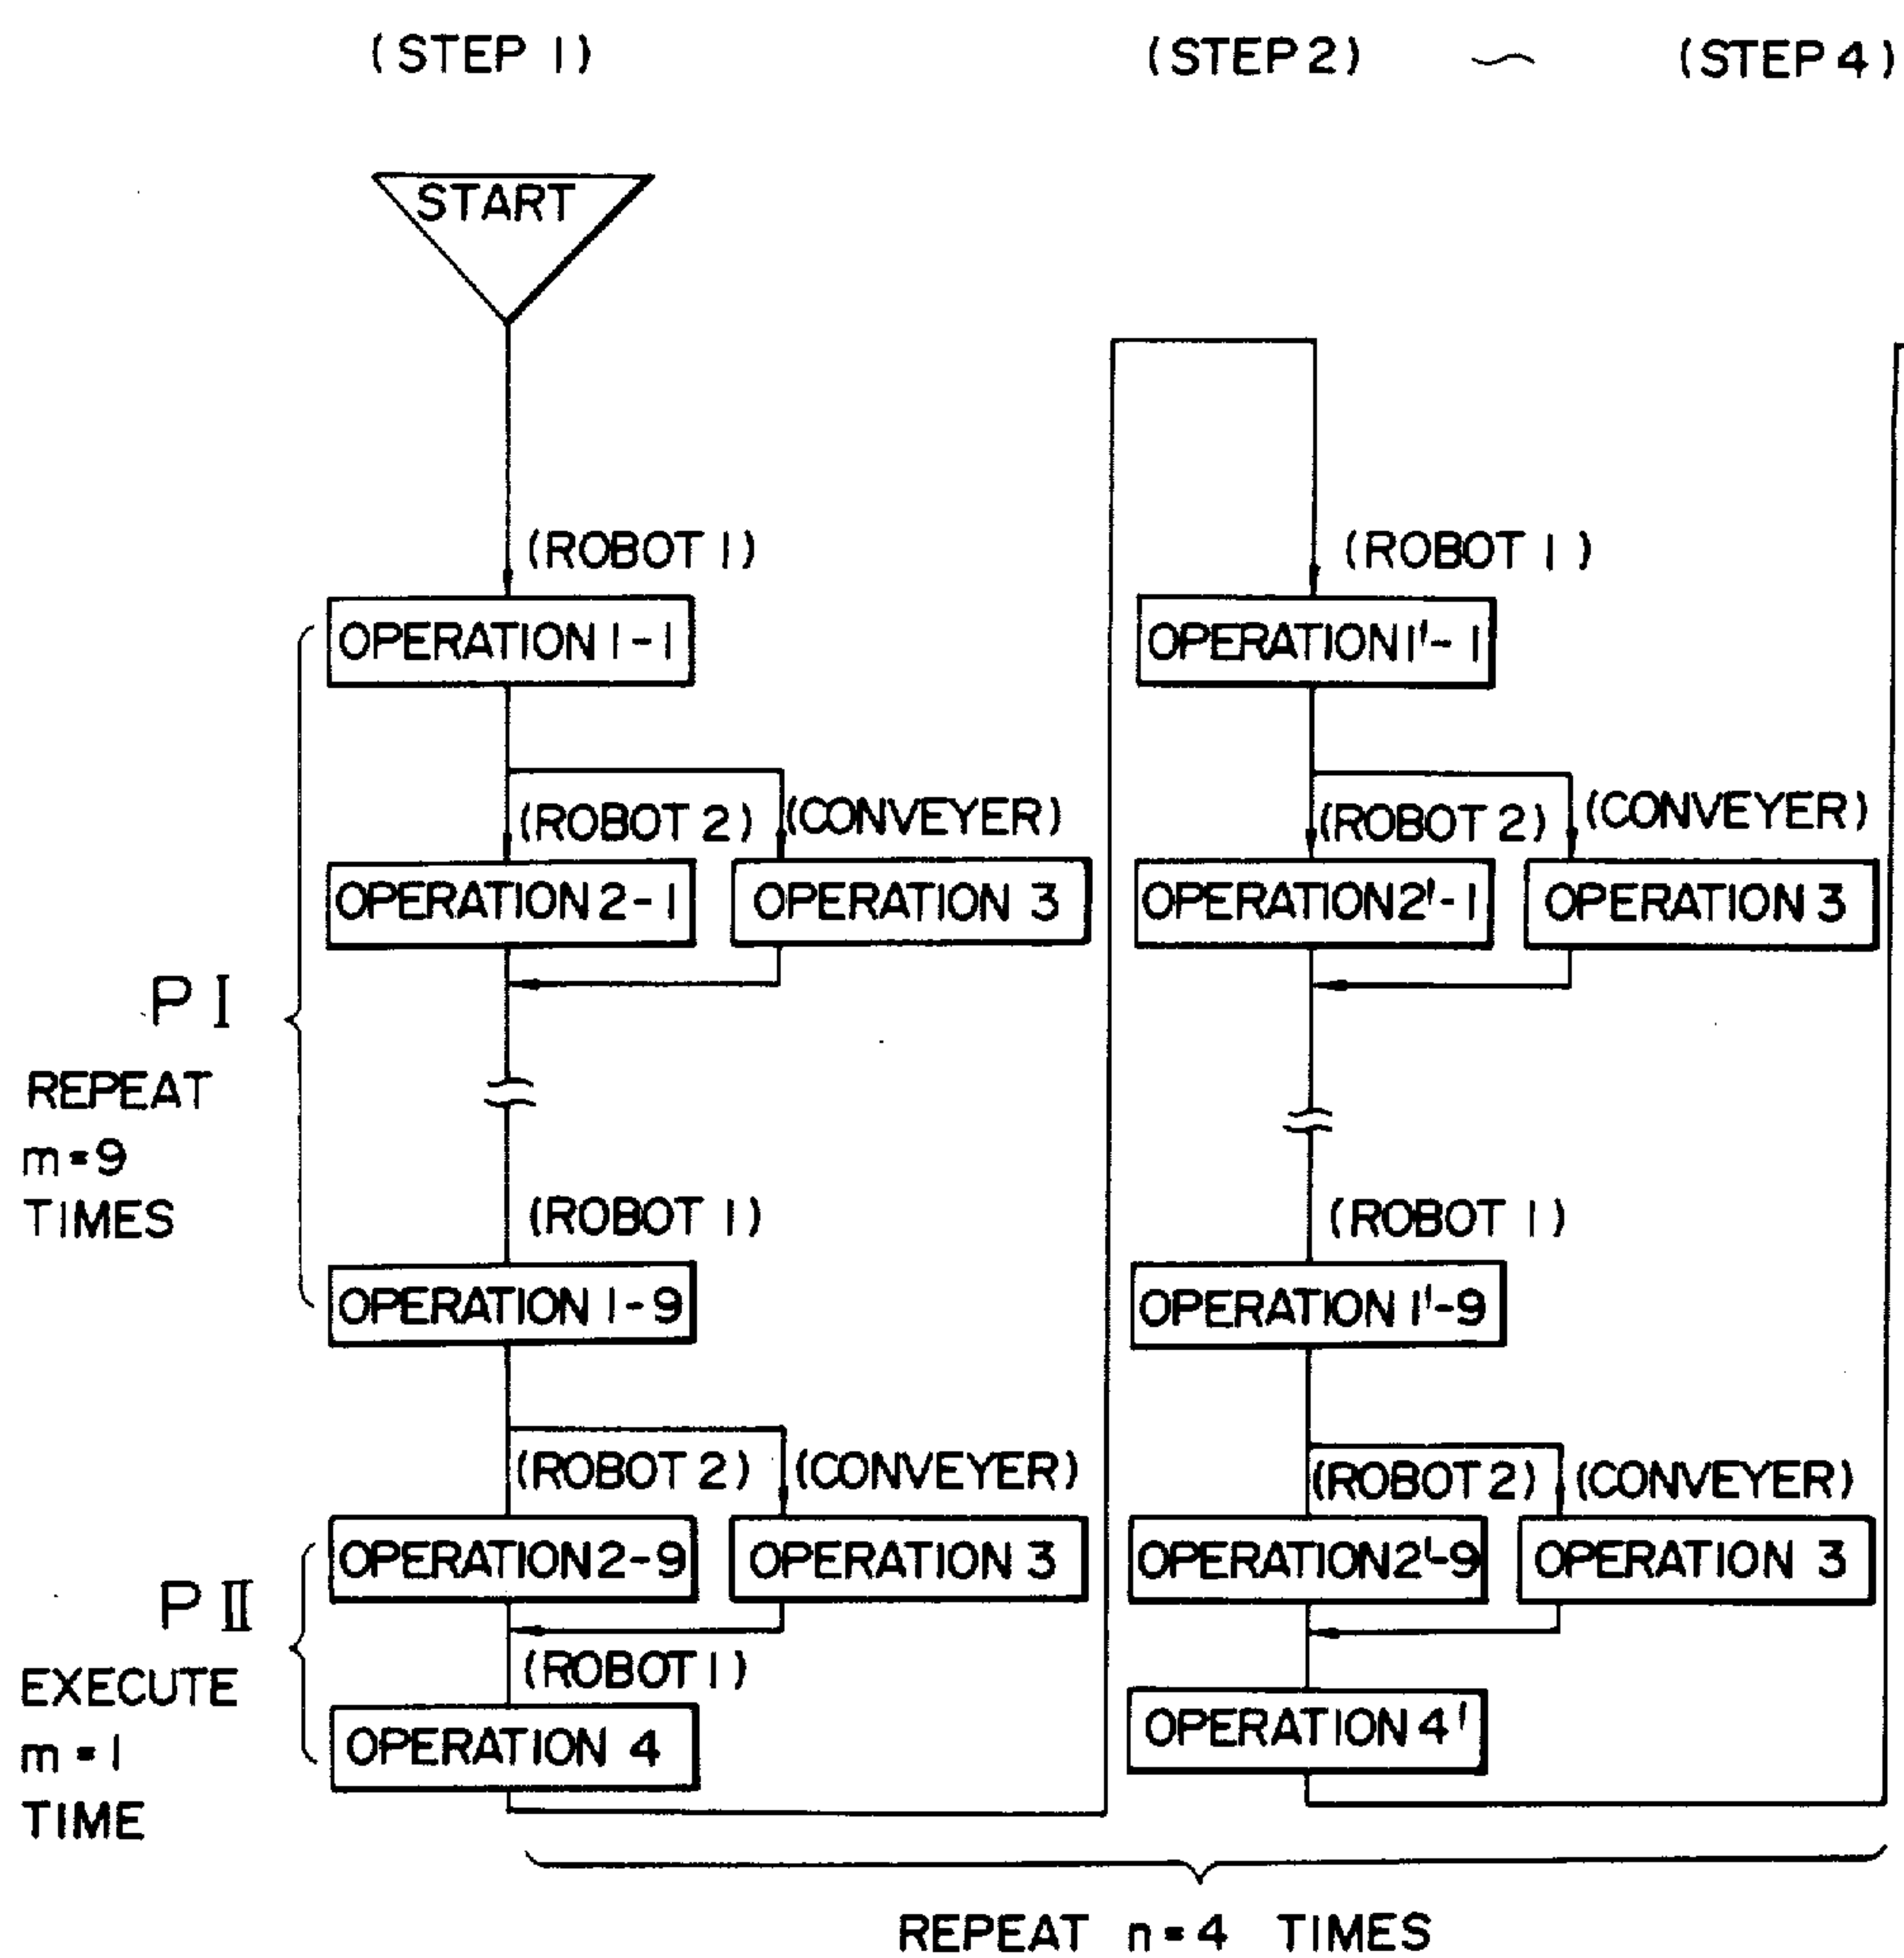 (STEP 1)
(STEP 2) ~ (STEP 4)
START
(ROBOT 1)
(ROBOT 1)
OPERATION 1-1
OPERATION 1'-1
(ROBOT 2)
(CONVEYER)
(ROBOT 2)
(CONVEYER)
OPERATION 2-1
OPERATION 3
OPERATION 2'-1
OPERATION 3
P I
REPEAT
m=9
TIMES
(ROBOT 1)
(ROBOT 1)
OPERATION 1-9
OPERATION 1'-9
(ROBOT 2)
(CONVEYER)
(ROBOT 2)
(CONVEYER)
OPERATION 2-9
OPERATION 3
OPERATION 2'-9
OPERATION 3
P II
EXECUTE
m=1
TIME
(ROBOT 1)
OPERATION 4
OPERATION 4'
REPEAT n=4 TIMES